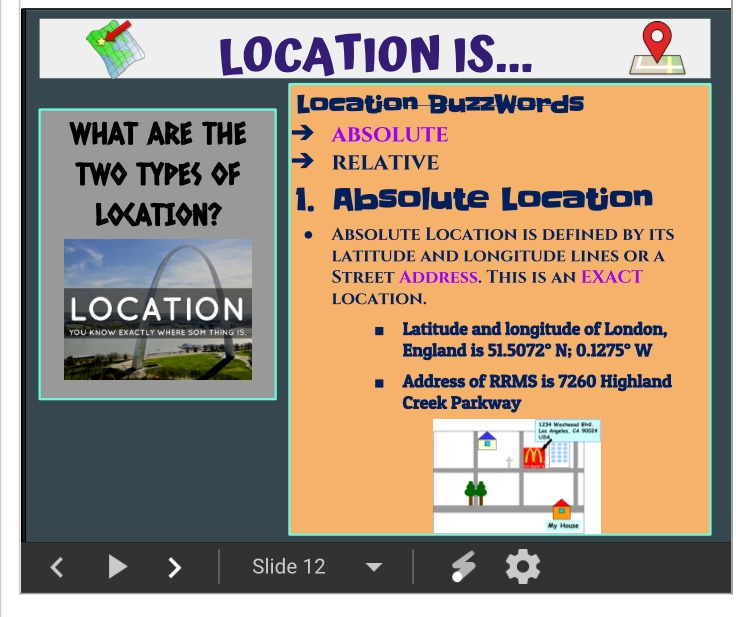 LOCATION IS...
WHAT ARE THE
TWO TYPES OF
LOCATION?
LOCATION
YOU KNOW EXACTLY WHERE SOM THING IS.
Location BuzzWords
➔ ABSOLUTE
➔ RELATIVE
1. Absolute Location
● ABSOLUTE LOCATION IS DEFINED BY ITS
LATITUDE AND LONGITUDE LINES OR A
STREET ADDRESS. THIS IS AN EXACT
LOCATION.
■ Latitude and longitude of London,
England is 51.5072° N; 0.1275° W
■ Address of RRMS is 7260 Highland
Creek Parkway
1234 Westwood Blvd.
Los Angeles, CA 90024
USA
My House
Slide 12